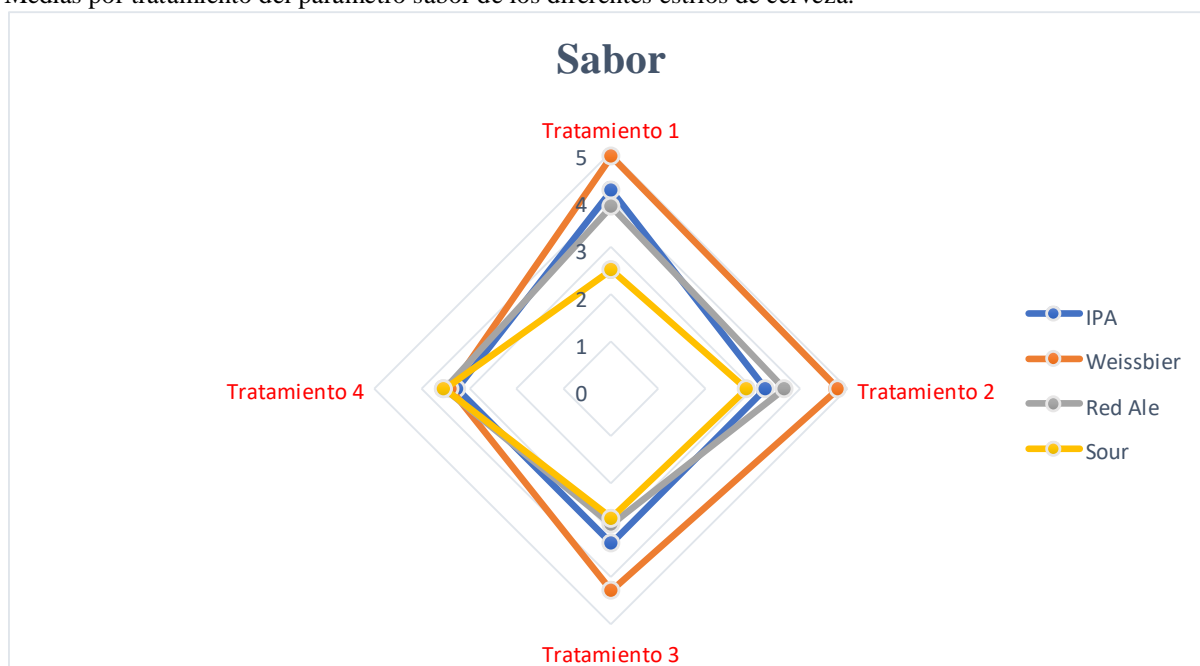 Medias por tratamiento del parámetro sabor de los diferentes estilos de cerveza.
Sabor
Tratamiento 1
5
4
3
2
1
0
Tratamiento 4
Tratamiento 2
Tratamiento 3
IPA
Weissbier
Red Ale
Sour